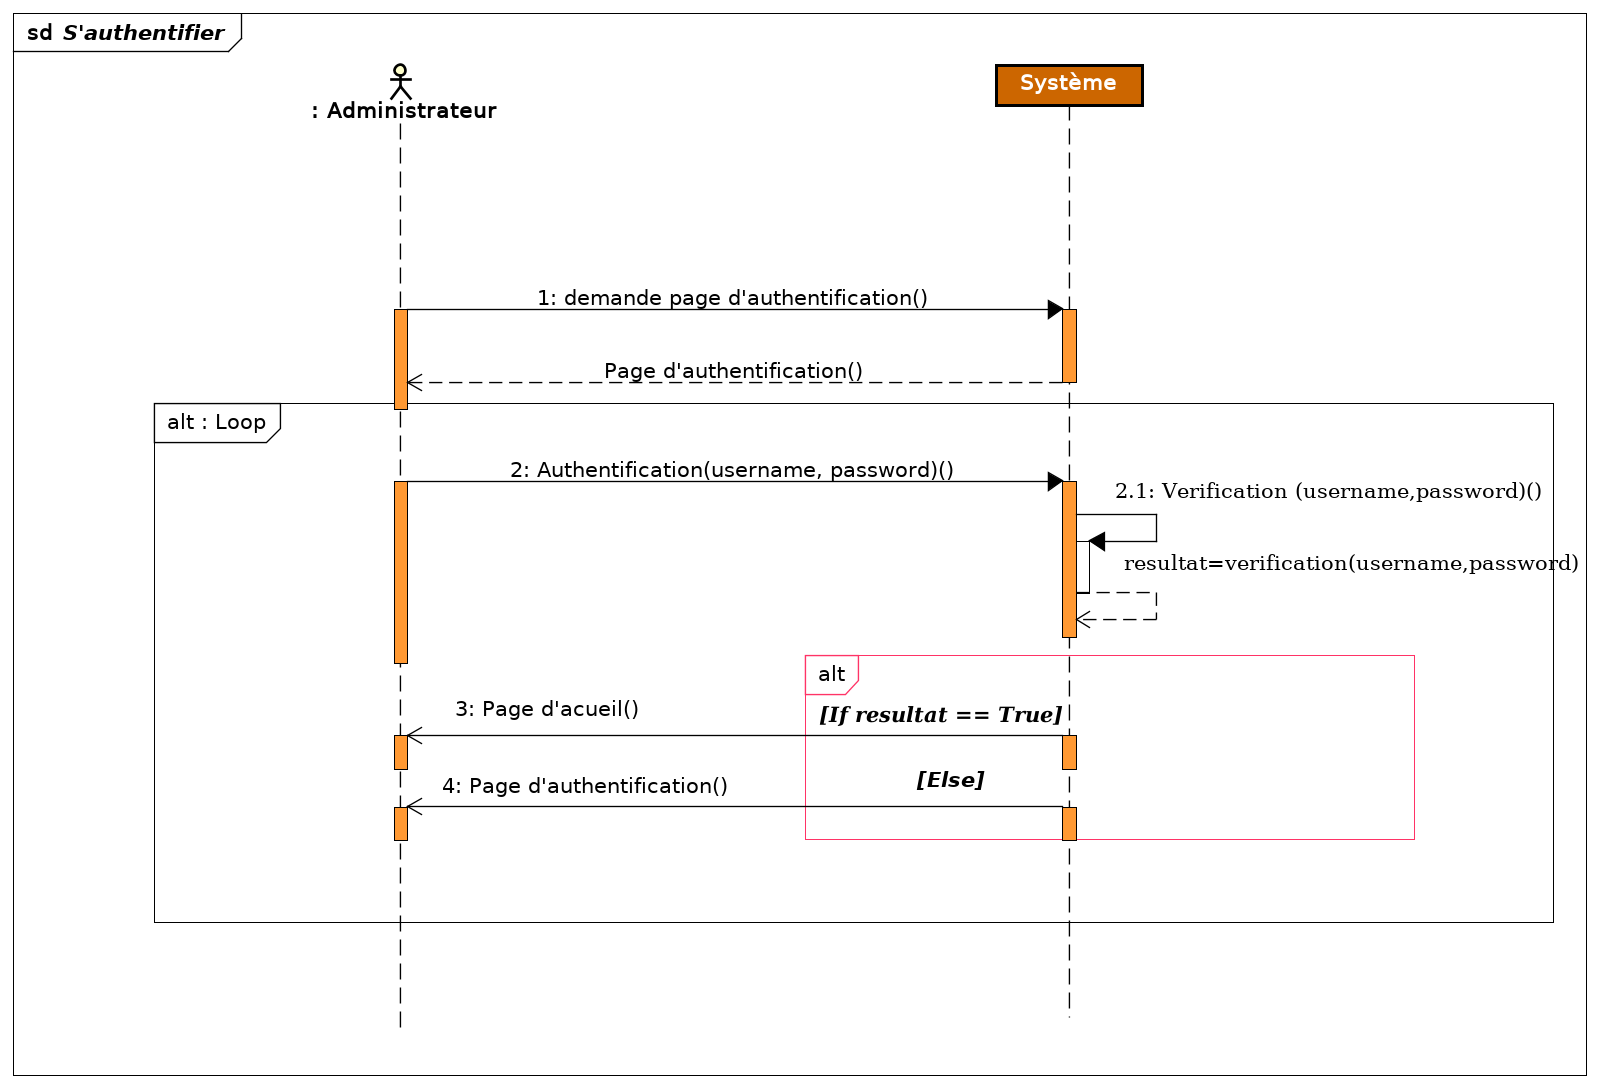 sd S'authentifier
: Administrateur
Système
1: demande page d'authentification()
Page d'authentification()
alt : Loop
2: Authentification(username, password)()
2.1: Verification (username,password)()
resultat=verification(username,password)
alt
3: Page d'acueil()
[If resultat == True]
[Else]
4: Page d'authentification()